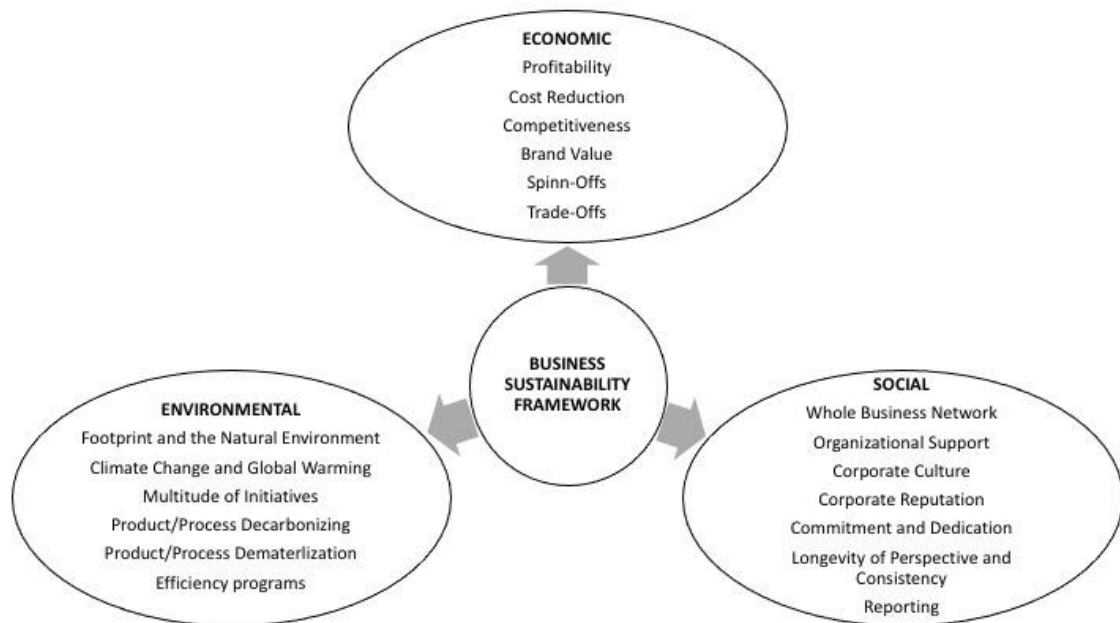 ECONOMIC
Profitability
Cost Reduction
Competitiveness
Brand Value
Spinn-Offs
Trade-Offs
BUSINESS
SUSTAINABILITY
FRAMEWORK
ENVIRONMENTAL
Footprint and the Natural Environment
Climate Change and Global Warming
Multitude of Initiatives
Product/Process Decarbonizing
Product/Process Dematerlization
Efficiency programs
SOCIAL
Whole Business Network
Organizational Support
Corporate Culture
Corporate Reputation
Commitment and Dedication
Longevity of Perspective and
Consistency
Reporting